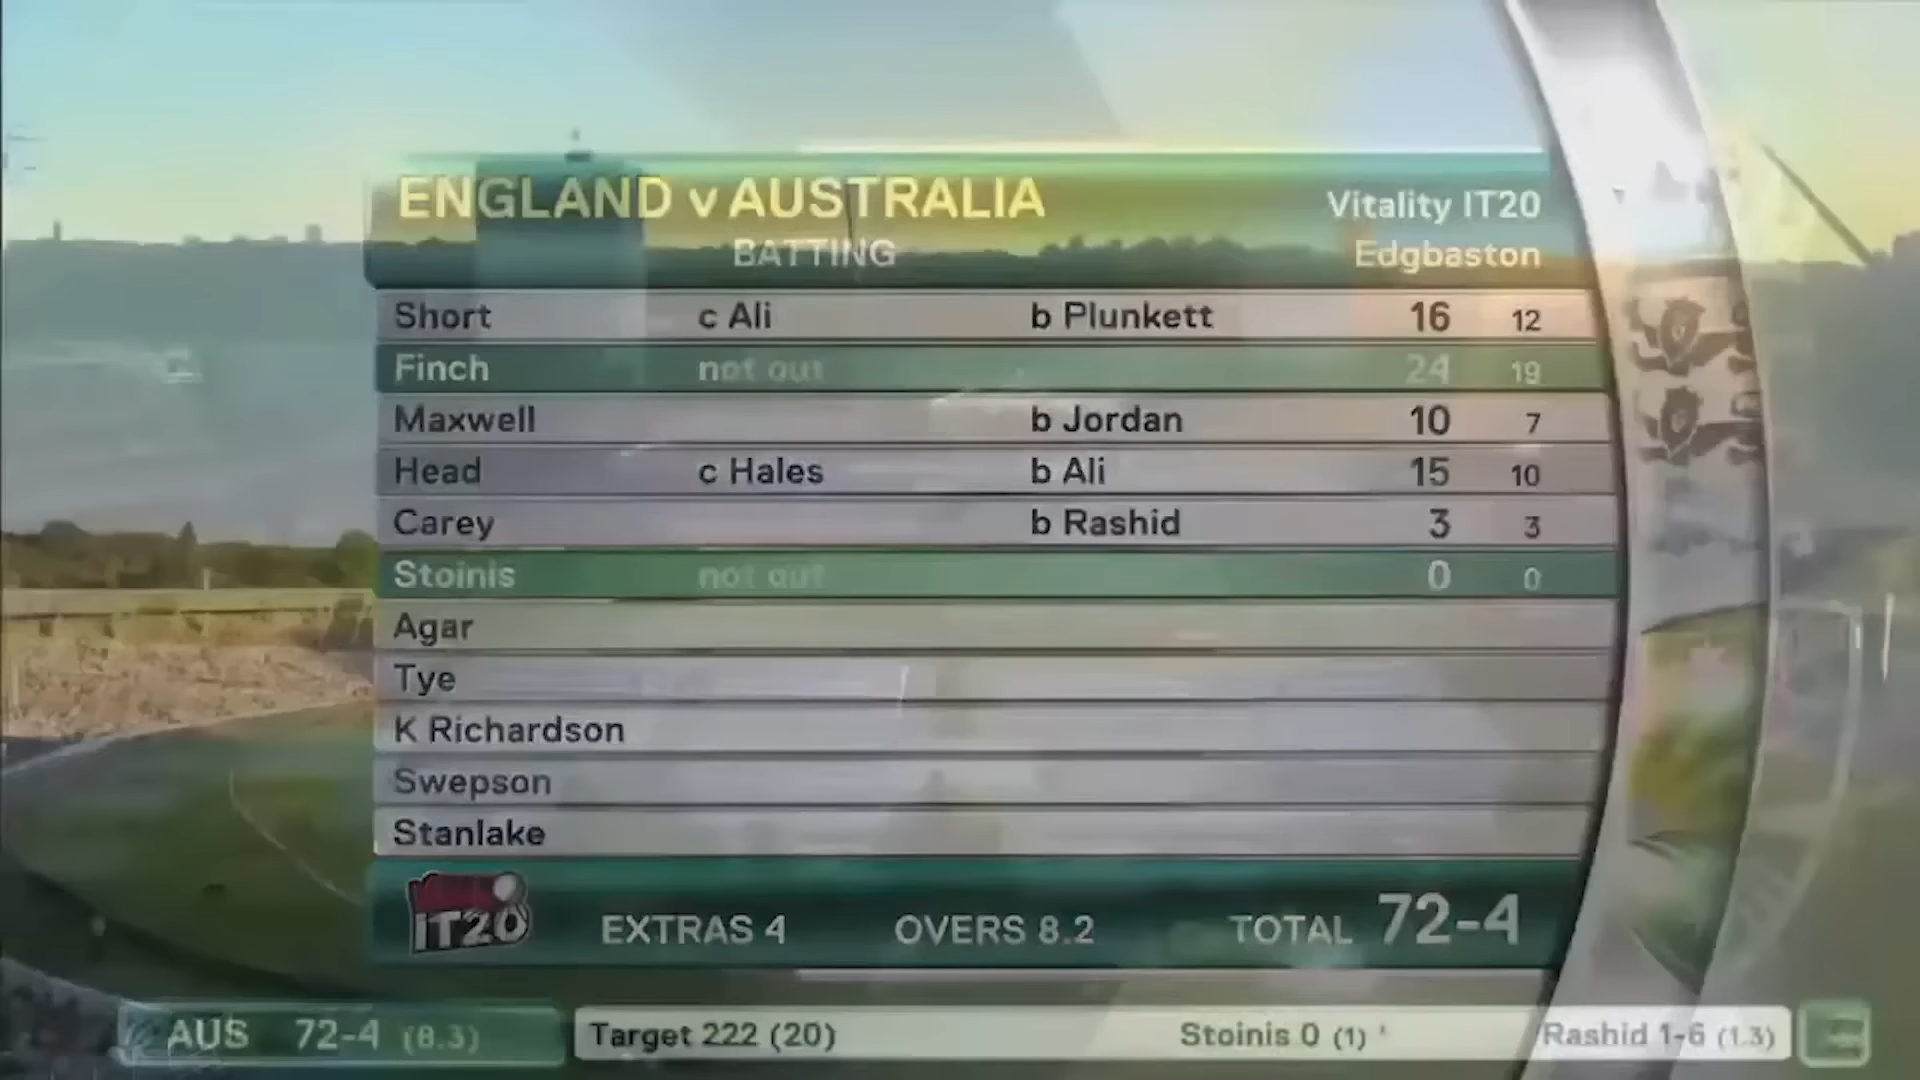 ENGLAND v AUSTRALIA Vitality IT20
BATTING Edgbaston
Short c Ali b Plunkett 16 12
Finch not out 24 19
Maxwell b Jordan 10 7
Head c Hales b Ali 15 10
Carey b Rashid 3 3
Stoinis not out 0 0
Agar
Tye
K Richardson
Swepson
Stanlake
IT20 EXTRAS 4 OVERS 8.2 TOTAL 72-4
AUS 72-4 (8.3) Target 222 (20) Stoinis 0 (1) Rashid 1-6 (1.3)